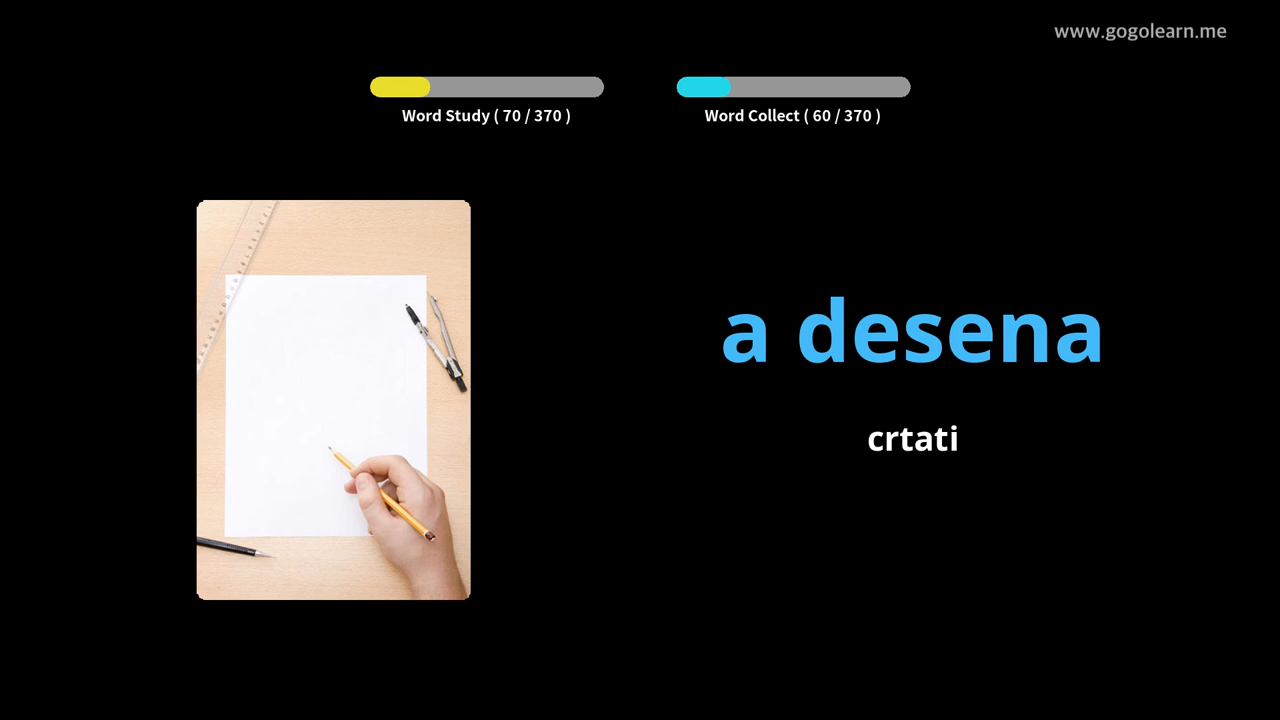 www.gogolearn.me
Word Study ( 70 / 370 )
Word Collect ( 60 / 370 )
a desena
crtati